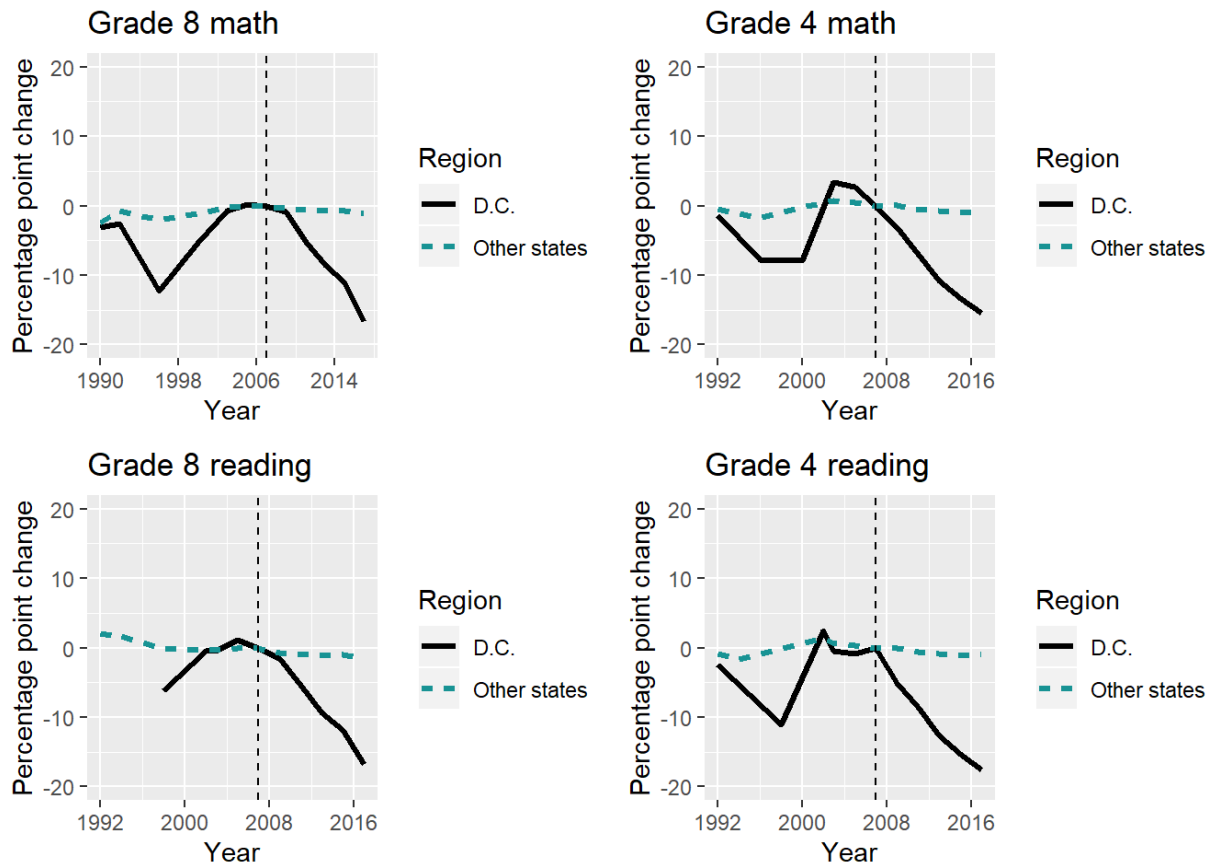 Grade 8 math
Percentage point change
20
10
0
-10
-20
1990 1998 2006 2014
Year
Region
D.C.
Other states
Grade 4 math
Percentage point change
20
10
0
-10
-20
1992 2000 2008 2016
Year
Region
D.C.
Other states
Grade 8 reading
Percentage point change
20
10
0
-10
-20
1992 2000 2008 2016
Year
Region
D.C.
Other states
Grade 4 reading
Percentage point change
20
10
0
-10
-20
1992 2000 2008 2016
Year
Region
D.C.
Other states